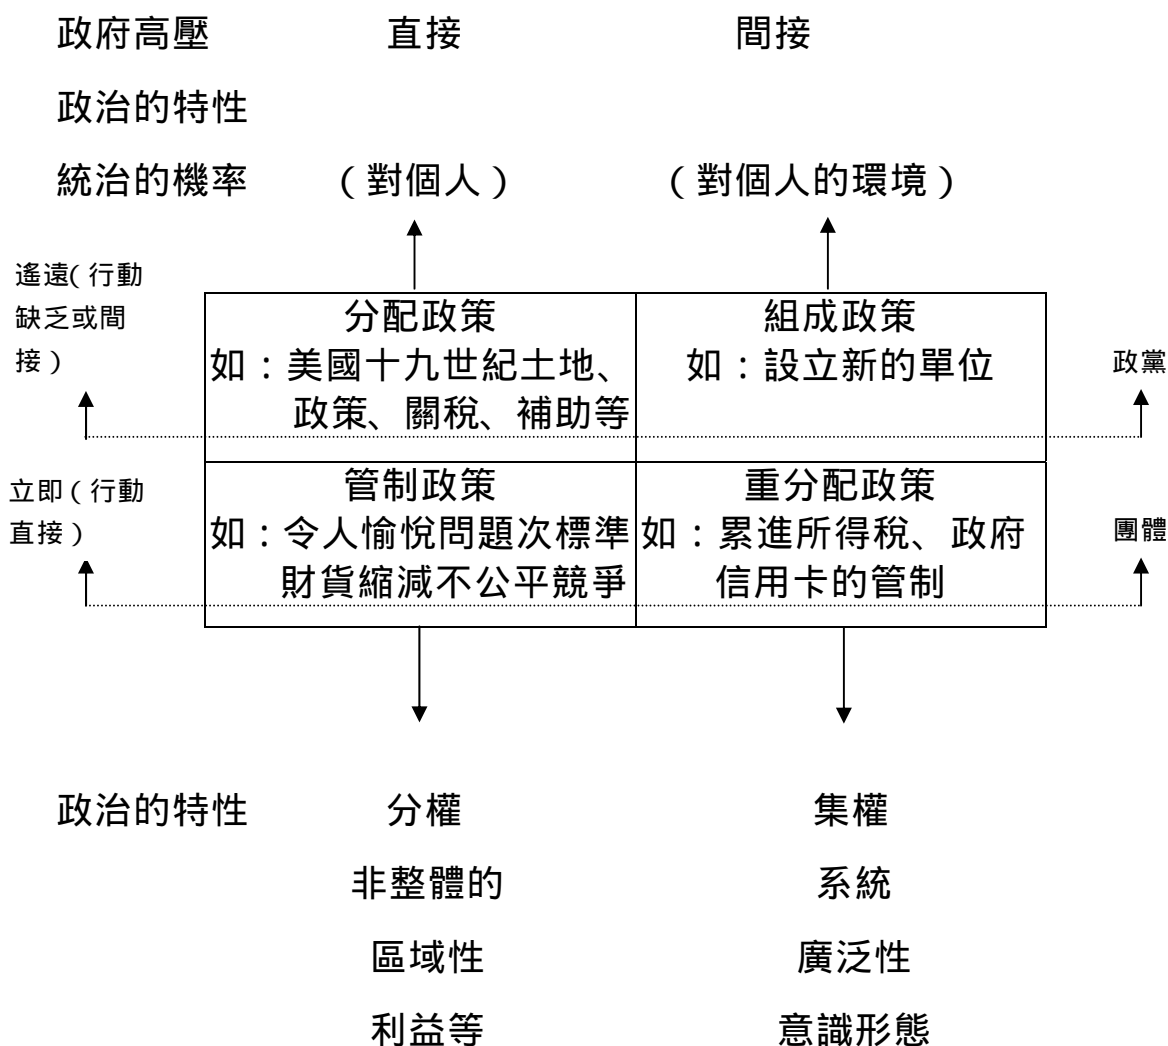 政府高壓 直接 間接
政治的特性
統治的機率 （對個人） （對個人的環境）
遙遠(行動
缺乏或間
接）
分配政策
如：美國十九世紀土地、
政策、關稅、補助等
組成政策
如：設立新的單位
政黨
立即（行動
直接）
管制政策
如：令人愉悅問題次標準
財貨縮減不公平競爭
重分配政策
如：累進所得稅、政府
信用卡的管制
團體
政治的特性 分權 集權
非整體的 系統
區域性 廣泛性
利益等 意識形態